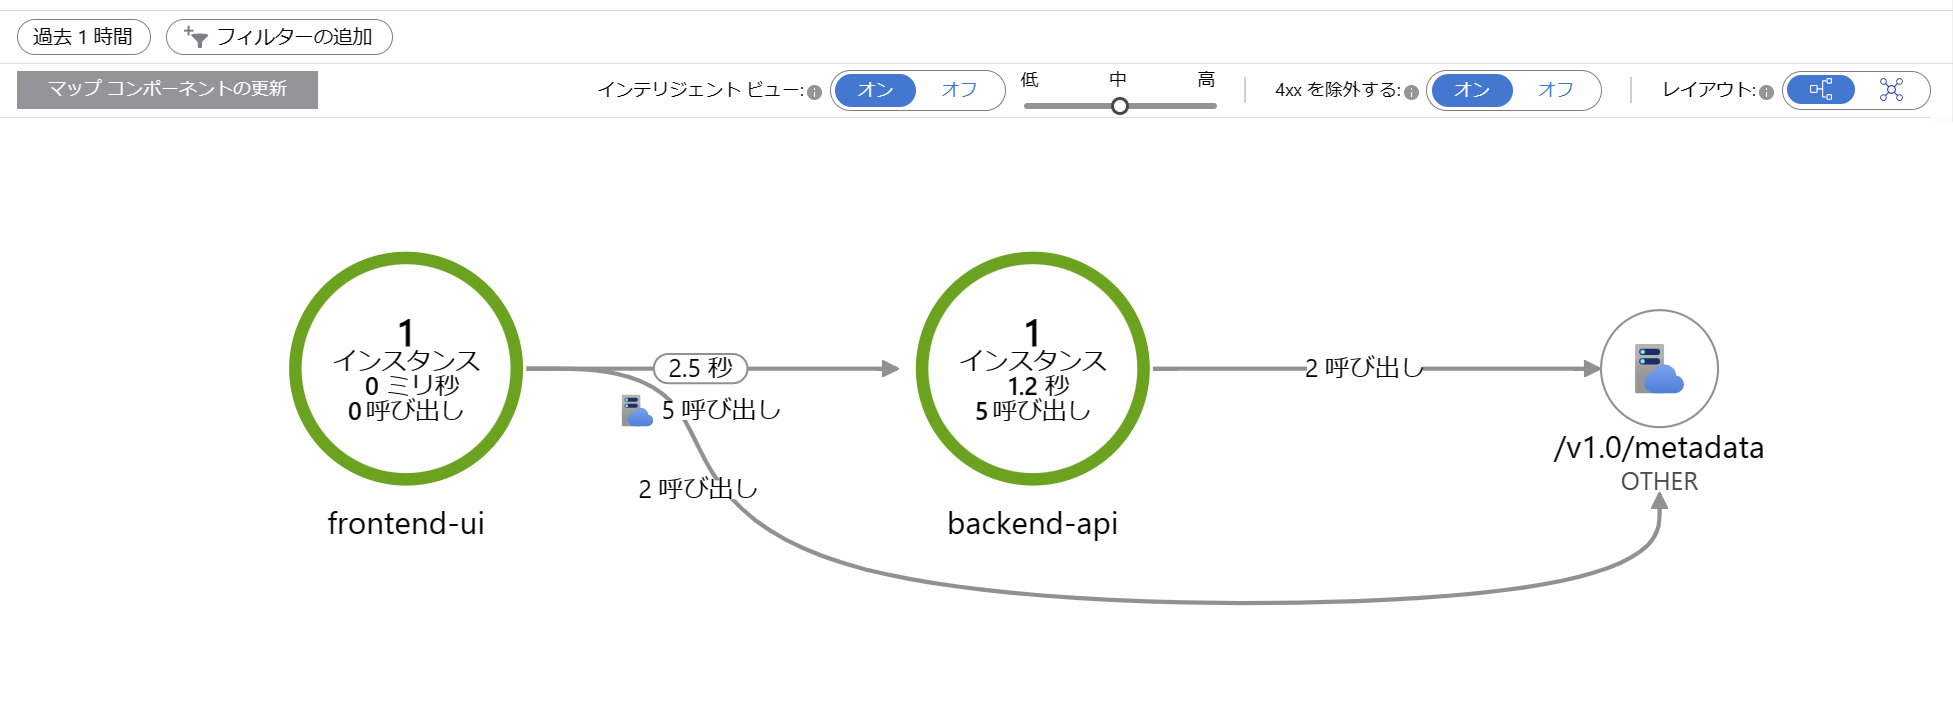 過去 1 時間
フィルターの追加
マップ コンポーネントの更新
インテリジェント ビュー:
オン
オフ
低
中
高
4xx を除外する:
オン
オフ
レイアウト:
1
インスタンス
0 ミリ秒
0 呼び出し
frontend-ui
2.5 秒
5 呼び出し
2 呼び出し
1
インスタンス
1.2 秒
5 呼び出し
backend-api
2 呼び出し
/v1.0/metadata
OTHER